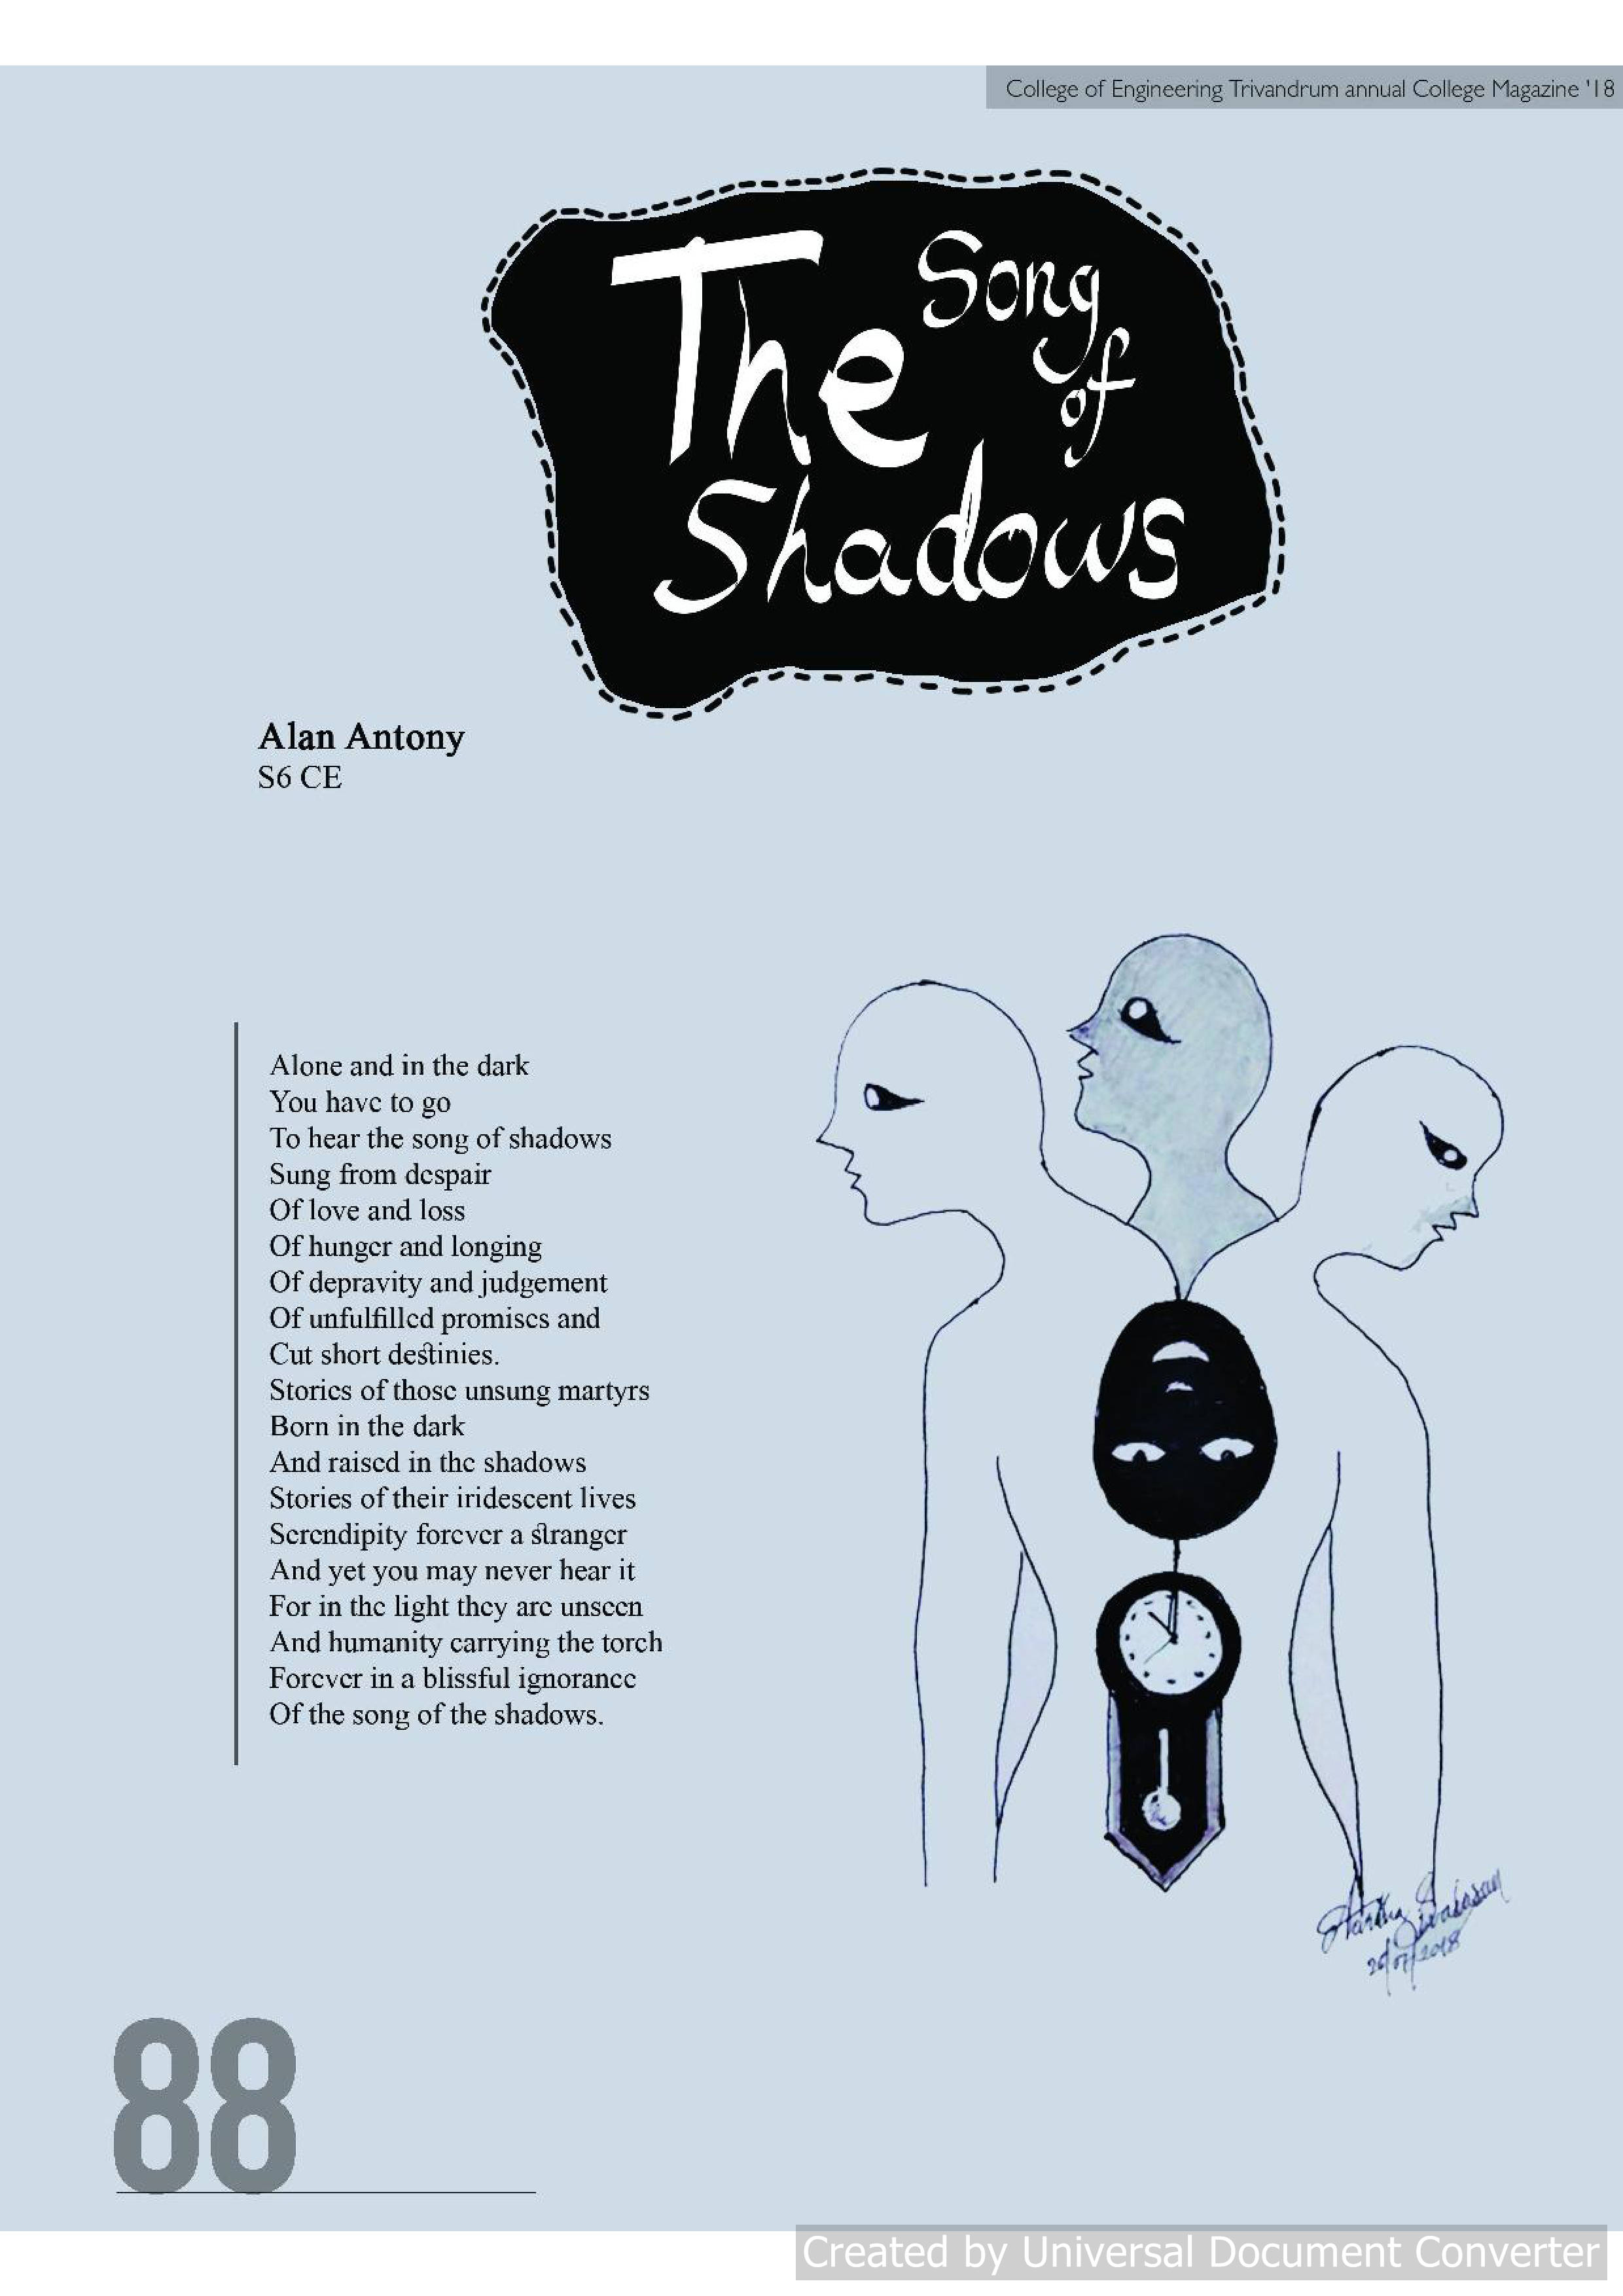 College of Engineering Trivandrum annual College Magazine '18
The Song
of
Shadows
Alan Antony
S6 CE
Alone and in the dark
You have to go
To hear the song of shadows
Sung from despair
Of love and loss
Of hunger and longing
Of depravity and judgement
Of unfulfilled promises and
Cut short destinies.
Stories of those unsung martyrs
Born in the dark
And raised in the shadows
Stories of their iridescent lives
Serendipity forever a stranger
And yet you may never hear it
For in the light they are unseen
And humanity carrying the torch
Forever in a blissful ignorance
Of the song of the shadows.
88
Created by Universal Document Converter